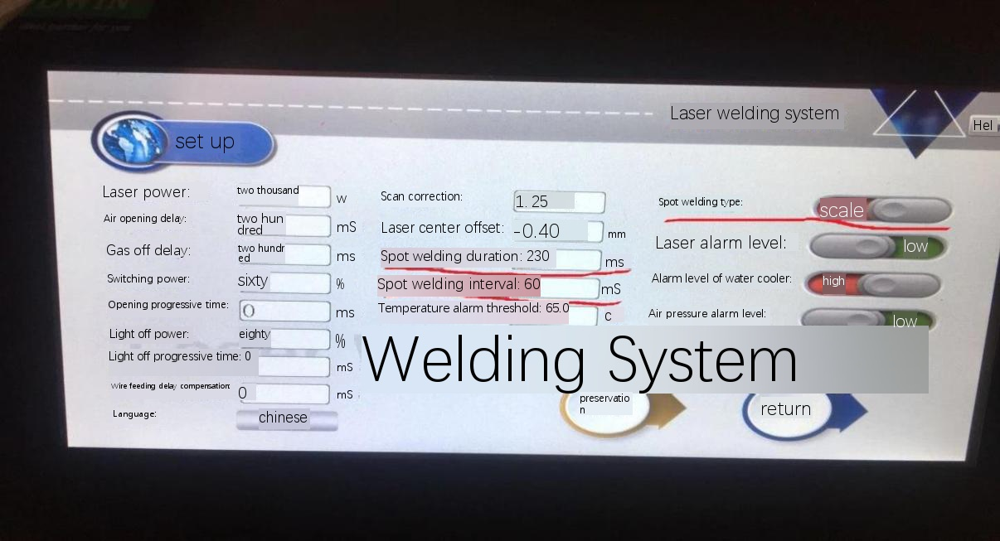 Laser welding system
Hel
set up
Laser power: two thousand w
Air opening delay: two hun
dred mS
Gas off delay: two hundr
ed ms
Switching power: sixty %
Opening progressive time: 0 ms
Light off power: eighty %
Light off progressive time: 0 mS
Wire feeding delay compensation: 0 mS
Language: chinese
Scan correction: 1.25
Laser center offset: -0.40 mm
Spot welding duration: 230 ms
Spot welding interval: 60 mS
Temperature alarm threshold: 65.0 c
Spot welding type: scale
Laser alarm level: low
Alarm level of water cooler: high
Air pressure alarm level: low
Welding System
preservatio
n
return